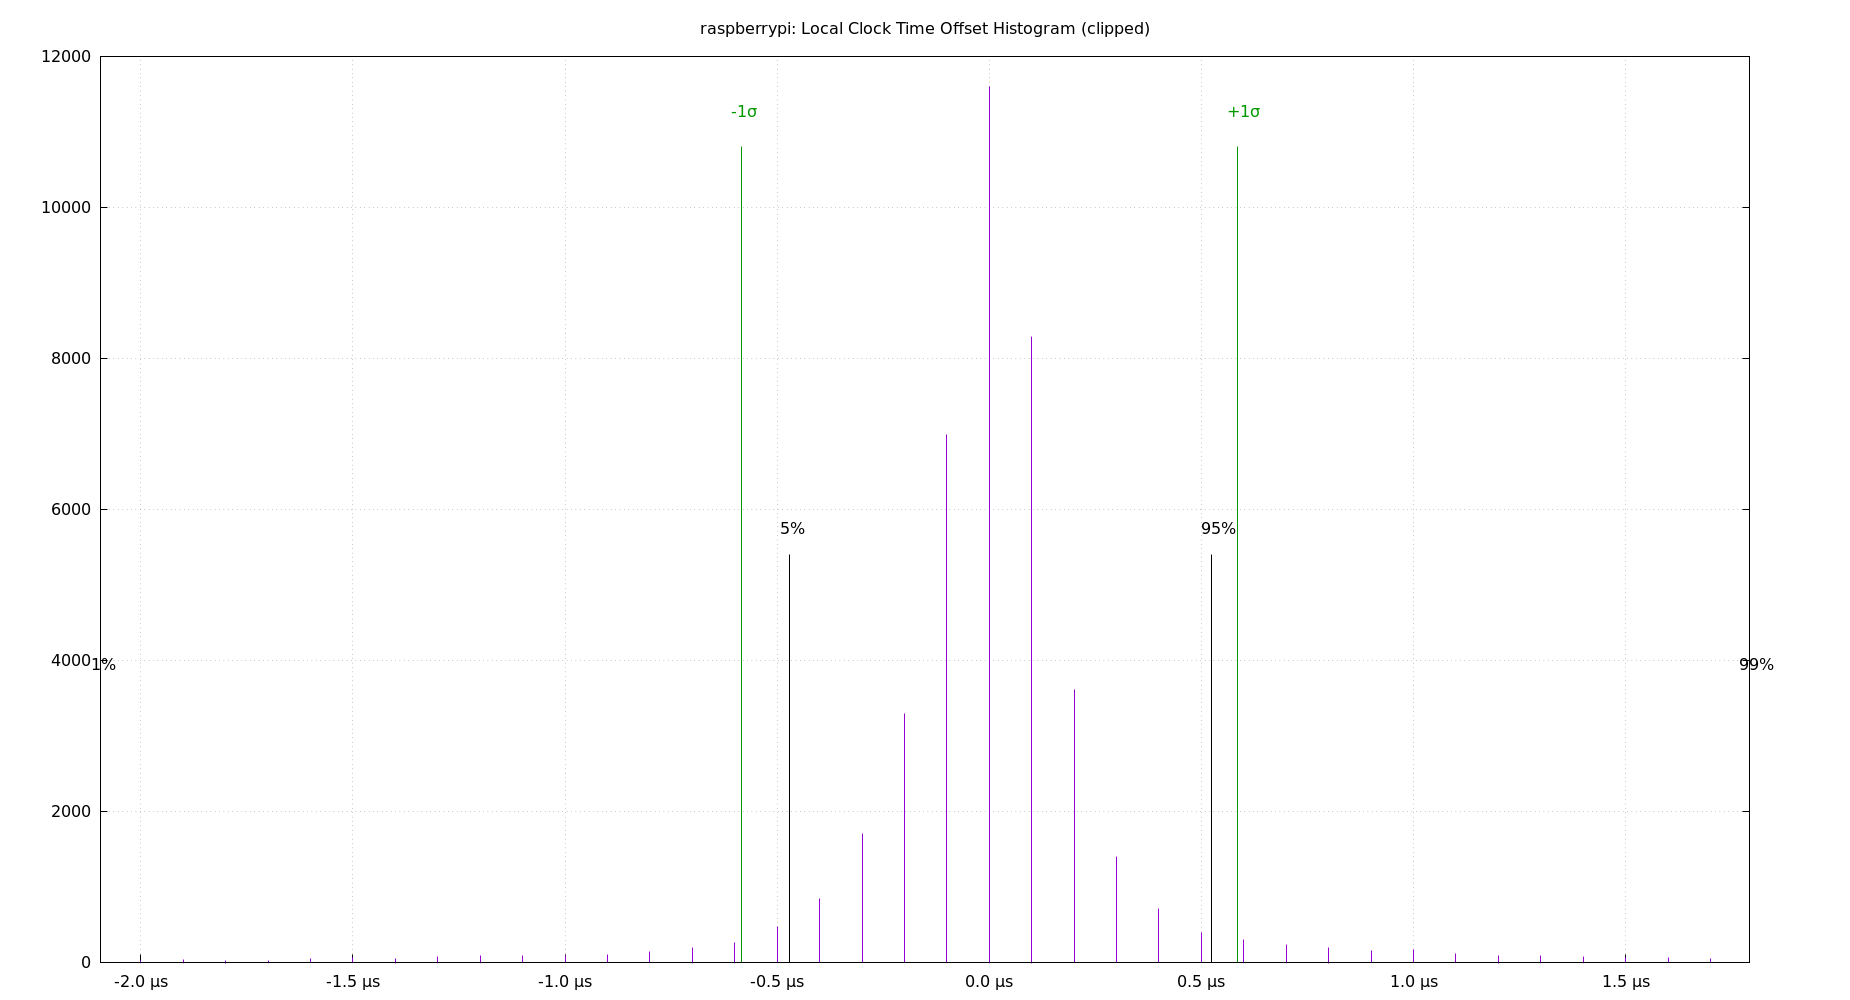 raspberrypi: Local Clock Time Offset Histogram (clipped)
12000
-1σ
+1σ
10000
8000
6000
5%
95%
4000
1%
99%
2000
0
-2.0 μs
-1.5 μs
-1.0 μs
-0.5 μs
0.0 μs
0.5 μs
1.0 μs
1.5 μs